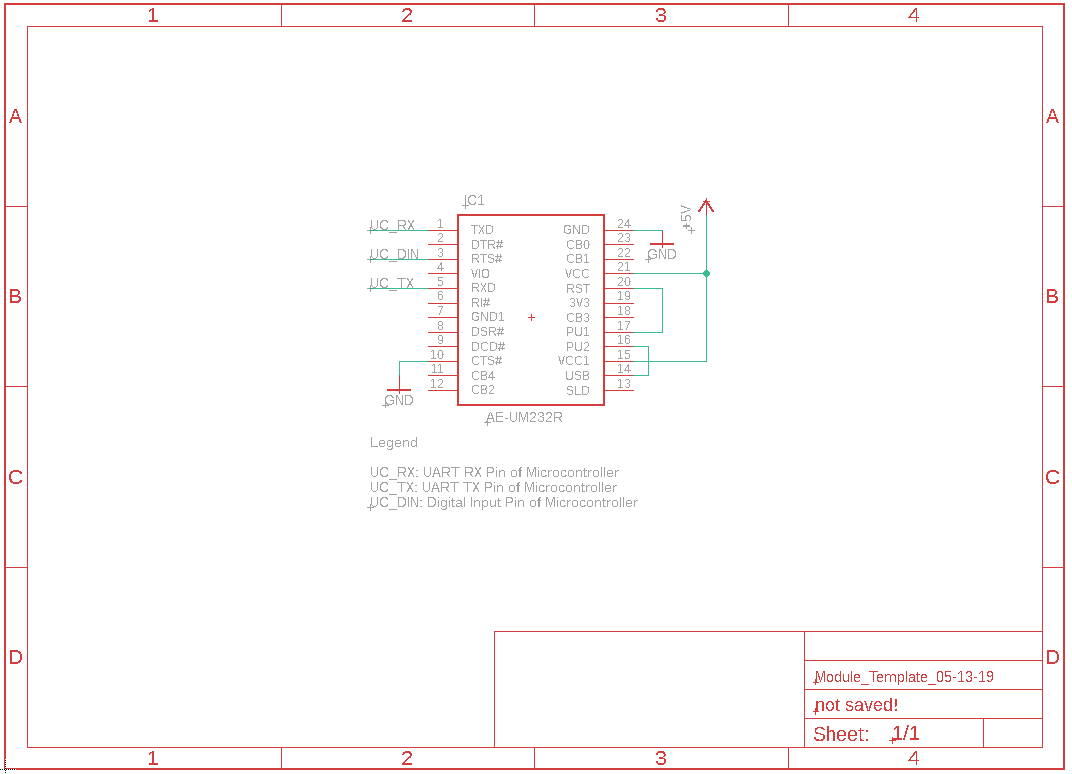 1 2 3 4
A A
IC1
+5V
UC_RX 1 TXD GND 24
2 DTR# CB0 23
UC_DIN 3 RTS# CB1 22 GND
4 VIO VCC 21
UC_TX 5 RXD RST 20
6 RI# 3V3 19
B B
7 GND1 CB3 18
8 DSR# PU1 17
9 DCD# PU2 16
10 CTS# VCC1 15
11 CB4 USB 14
12 CB2 SLD 13
GND
AE-UM232R
Legend
UC_RX: UART RX Pin of Microcontroller
C C
UC_TX: UART TX Pin of Microcontroller
UC_DIN: Digital Input Pin of Microcontroller
D D
Module_Template_05-13-19
not saved!
Sheet: 1/1
1 2 3 4